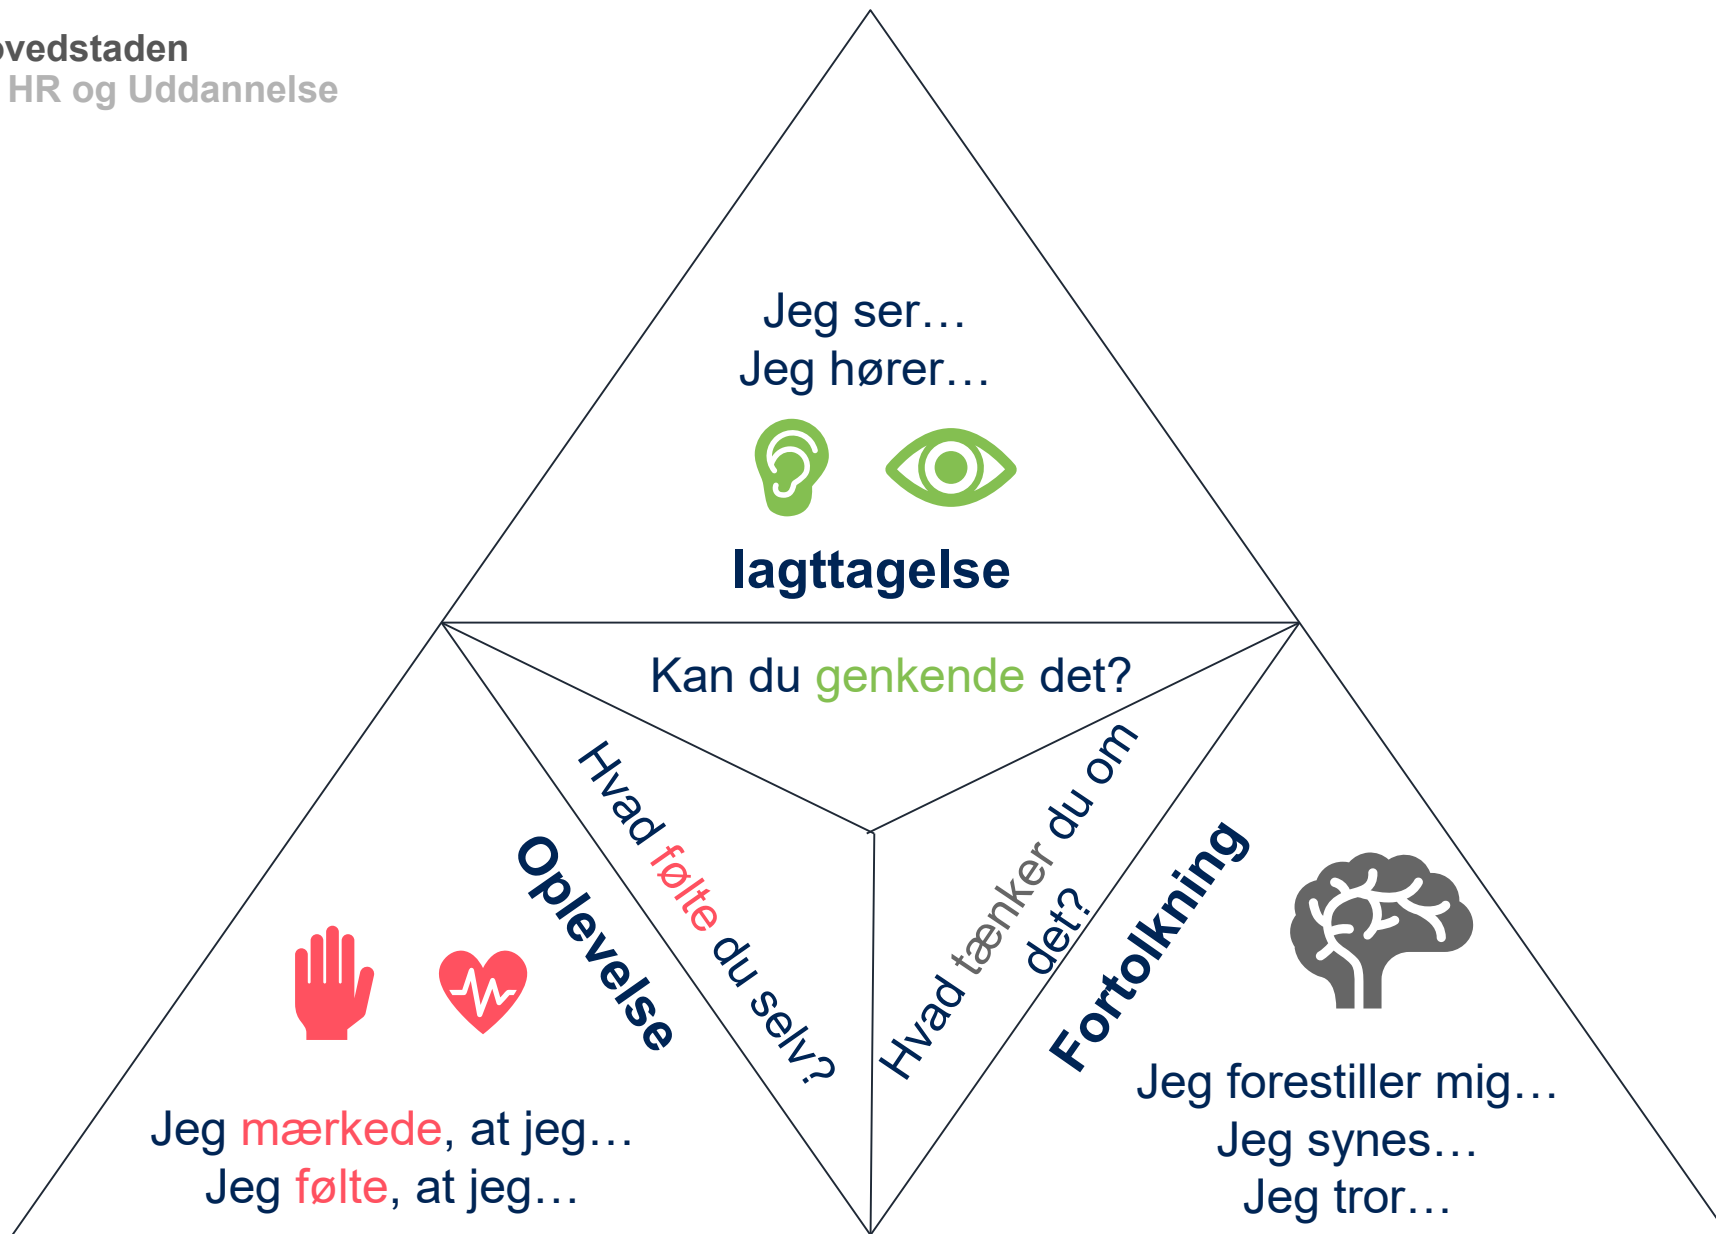 ovedstaden
HR og Uddannelse
Jeg ser…
Jeg hører…
Iagttagelse
Kan du genkende det?
Hvad følte du selv?
Hvad tænker du om
det?
Oplevelse
Fortolkning
Jeg mærkede, at jeg…
Jeg følte, at jeg…
Jeg forestiller mig…
Jeg synes…
Jeg tror…